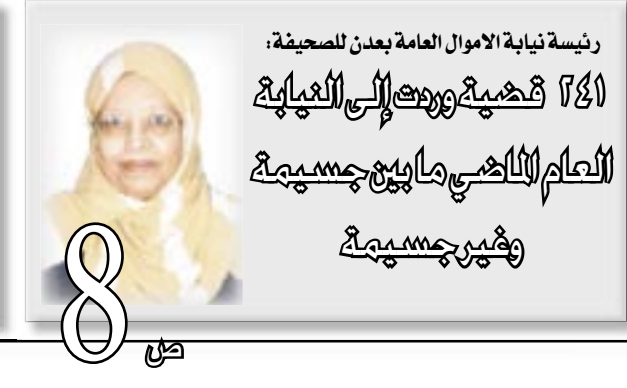 رئيسة نيابة الاموال العامة بعدن للصحيفة:
٢٤١ قضية وردت إلى النيابة
العام الماضي ما بين جسيمة
وغير جسيمة
ص 8